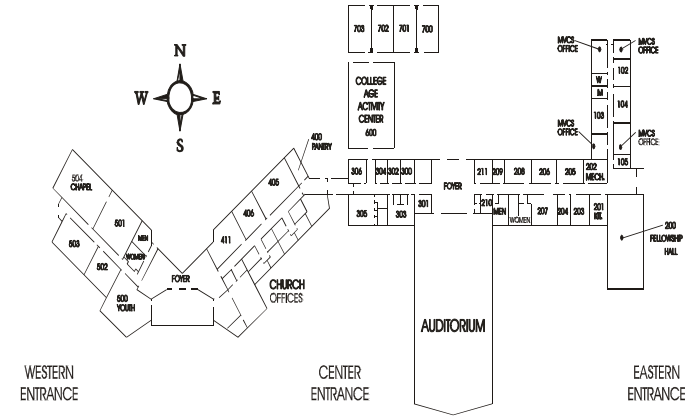 703 702 701 700
MVCS
OFFICE
MVCS
OFFICE
N
W E
S
COLLEGE
AGE
ACTIVITY
CENTER
600
W
M
102
103
104
MVCS
OFFICE
MVCS
OFFICE
105
400
PANTRY
504
CHAPEL
501
MEN
WOMEN
503
502
500
YOUTH
FOYER
411
406
405
CHURCH
OFFICES
306 304 302 300
305 303 301
FOYER
211 209 208 206 205 202
MECH.
210 MEN
WOMEN
207 204 203 201
KIT.
200
FELLOWSHIP
HALL
AUDITORIUM
WESTERN
ENTRANCE
CENTER
ENTRANCE
EASTERN
ENTRANCE